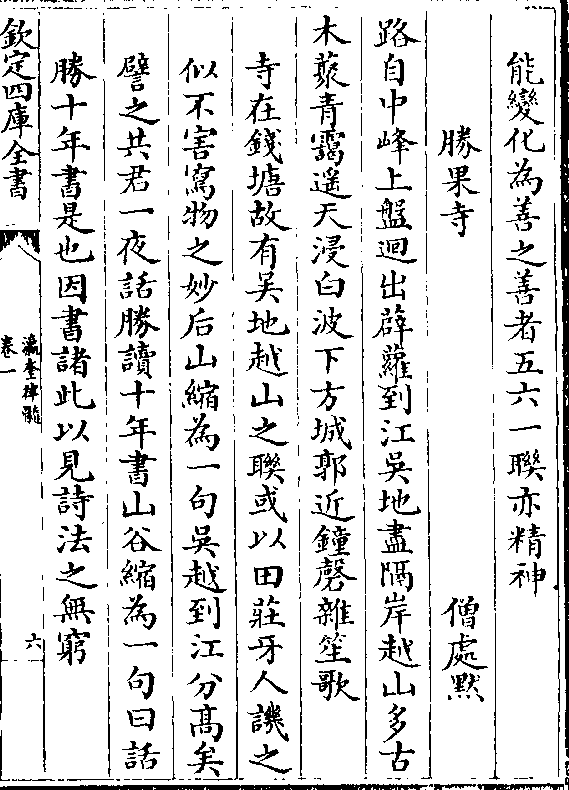 能變化為善之善者五六一聯亦精神
勝果寺 僧處默
路自中峰上盤迴出薜蘿到江吳地盡隔岸越山多古
木藂青靄遥天浸白波下方城郭近鐘磬雜笙歌
寺在錢塘故有吳地越山之聯或以田莊牙人譏之
似不害寫物之妙后山縮為一句吳越到江分髙矣
譬之共君一夜話勝讀十年書山谷縮為一句曰話
勝十年書是也因書諸此以見詩法之無窮
欽定四庫全書
瀛奎律髓
卷一
六